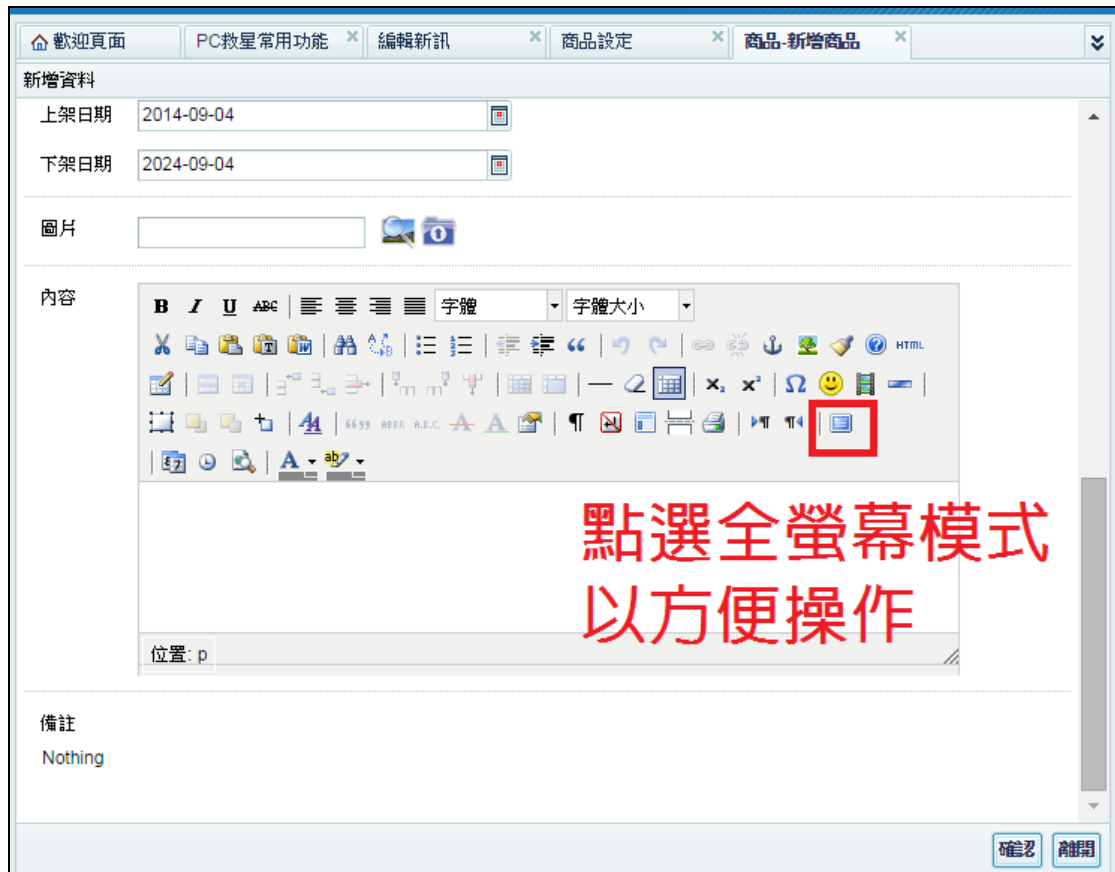 歡迎頁面 PC救星常用功能 編輯新訊 商品設定 商品-新增商品
新增資料
上架日期 2014-09-04
下架日期 2024-09-04
圖片
內容
B I U ABC 字體 字體大小
HTML
ABBR A.B.C.
點選全螢幕模式
以方便操作
位置: p
備註
Nothing
確認 離開